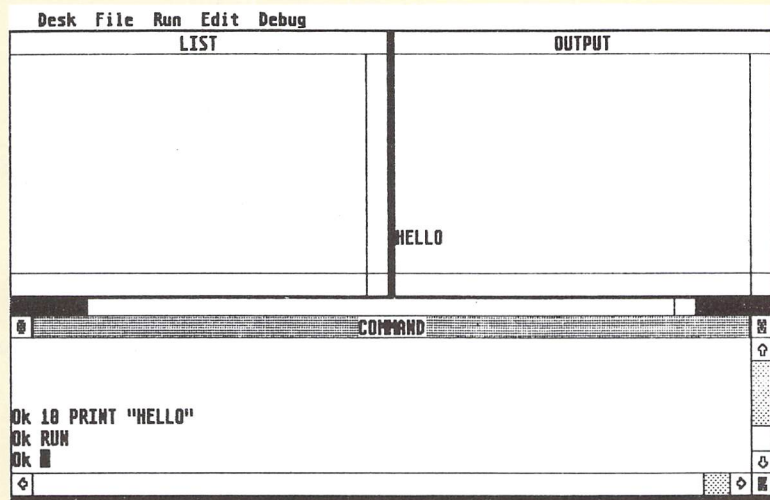 Desk File Run Edit Debug
LIST
OUTPUT
HELLO
COMMAND
Ok 10 PRINT "HELLO"
Ok RUN
Ok